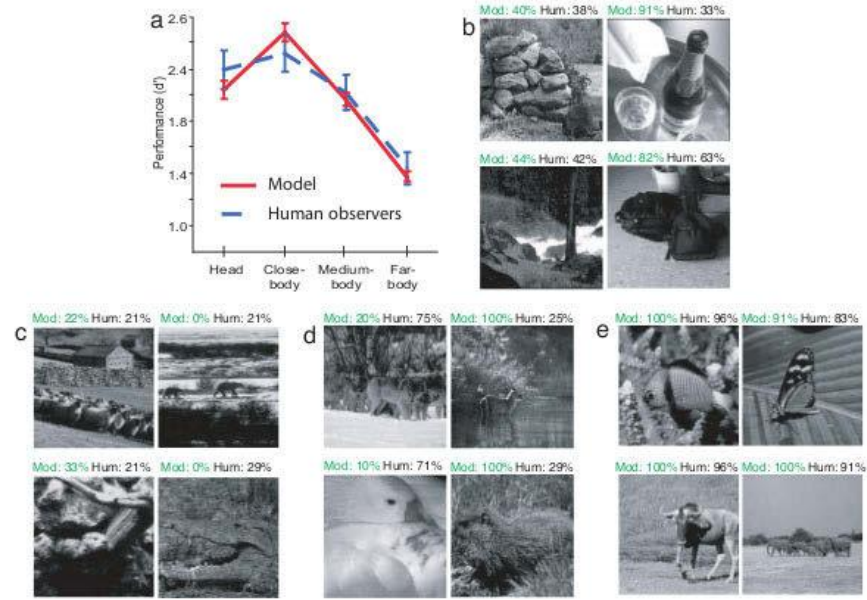 a
2.6
2.4
1.8
1.4
1.0
Performance (d')
Model
Human observers
Head
Close-
body
Medium-
body
Far-
body
b
Mod: 40% Hum: 38%
Mod: 91% Hum: 33%
Mod: 44% Hum: 42%
Mod: 82% Hum: 63%
c
Mod: 22% Hum: 21%
Mod: 0% Hum: 21%
Mod: 33% Hum: 21%
Mod: 0% Hum: 29%
d
Mod: 20% Hum: 75%
Mod: 100% Hum: 25%
Mod: 10% Hum: 71%
Mod: 100% Hum: 29%
e
Mod: 100% Hum: 96%
Mod: 91% Hum: 83%
Mod: 100% Hum: 96%
Mod: 100% Hum: 91%